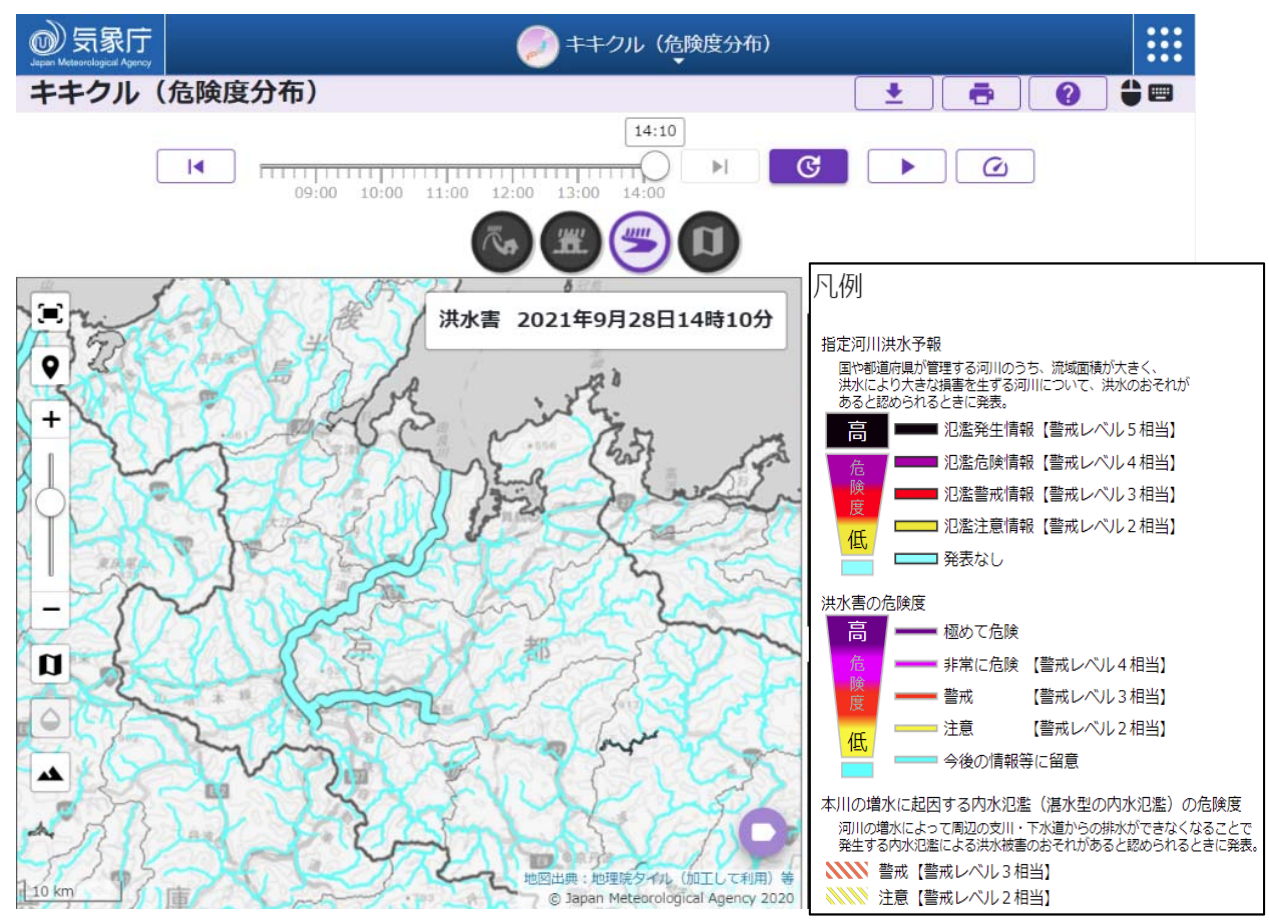 気象庁
Japan Meteorological Agency
キキクル（危険度分布）
キキクル（危険度分布）
14:10
09:00 10:00 11:00 12:00 13:00 14:00
洪水害 2021年9月28日14時10分
丹
後
半
島
京
都
庫
10 km
地図出典：地理院タイル（加工して利用）等
© Japan Meteorological Agency 2020
凡例
指定河川洪水予報
国や都道府県が管理する河川のうち、流域面積が大きく、
洪水により大きな損害を生ずる河川について、洪水のおそれが
あると認められるときに発表。
高
危
険
度
低
氾濫発生情報【警戒レベル５相当】
氾濫危険情報【警戒レベル４相当】
氾濫警戒情報【警戒レベル３相当】
氾濫注意情報【警戒レベル２相当】
発表なし
洪水害の危険度
高
危
険
度
低
極めて危険
非常に危険 【警戒レベル４相当】
警戒 【警戒レベル３相当】
注意 【警戒レベル２相当】
今後の情報等に留意
本川の増水に起因する内水氾濫（湛水型の内水氾濫）の危険度
河川の増水によって周辺の支川・下水道からの排水ができなくなることで
発生する内水氾濫による洪水被害のおそれがあると認められるときに発表。
警戒【警戒レベル３相当】
注意【警戒レベル２相当】